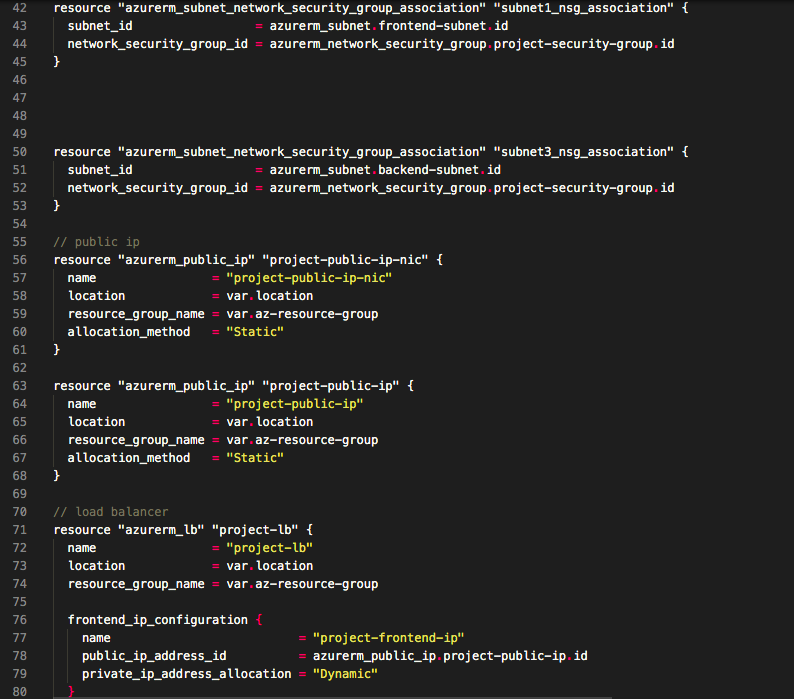 42 resource "azurerm_subnet_network_security_group_association" "subnet1_nsg_association" {
43   subnet_id                 = azurerm_subnet.frontend-subnet.id
44   network_security_group_id = azurerm_network_security_group.project-security-group.id
45 }
46
47
48
49
50 resource "azurerm_subnet_network_security_group_association" "subnet3_nsg_association" {
51   subnet_id                 = azurerm_subnet.backend-subnet.id
52   network_security_group_id = azurerm_network_security_group.project-security-group.id
53 }
54
55 // public ip
56 resource "azurerm_public_ip" "project-public-ip-nic" {
57   name                = "project-public-ip-nic"
58   location            = var.location
59   resource_group_name = var.az-resource-group
60   allocation_method   = "Static"
61 }
62
63 resource "azurerm_public_ip" "project-public-ip" {
64   name                = "project-public-ip"
65   location            = var.location
66   resource_group_name = var.az-resource-group
67   allocation_method   = "Static"
68 }
69
70 // load balancer
71 resource "azurerm_lb" "project-lb" {
72   name                = "project-lb"
73   location            = var.location
74   resource_group_name = var.az-resource-group
75
76   frontend_ip_configuration {
77     name                          = "project-frontend-ip"
78     public_ip_address_id          = azurerm_public_ip.project-public-ip.id
79     private_ip_address_allocation = "Dynamic"
80   }